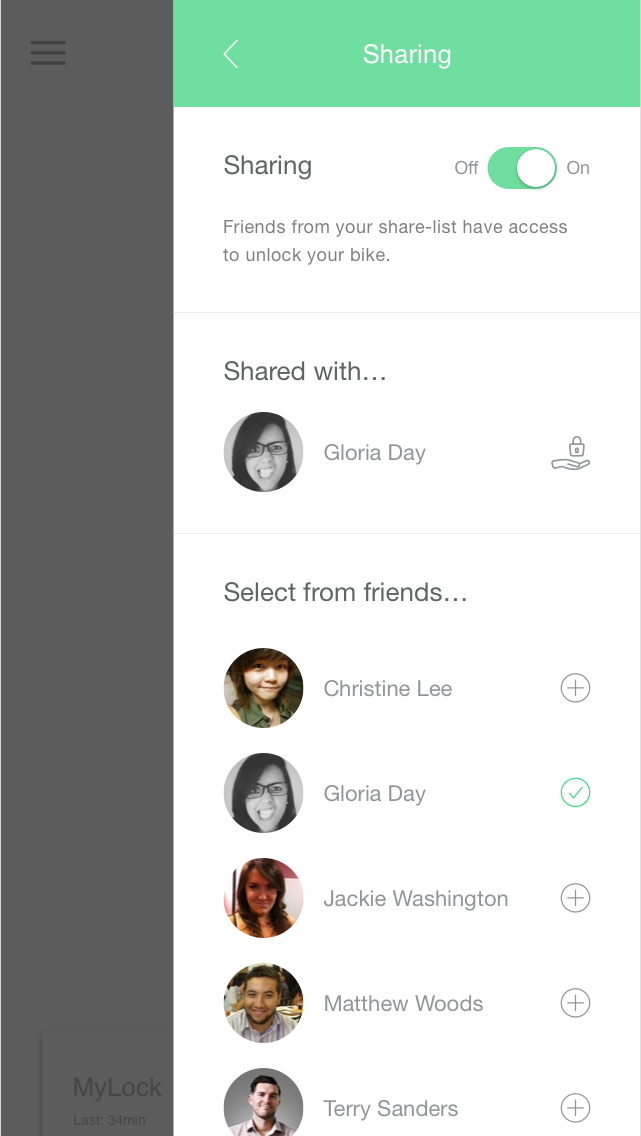 Sharing
Sharing
Off On
Friends from your share-list have access
to unlock your bike.
Shared with…
Gloria Day
Select from friends…
Christine Lee
Gloria Day
Jackie Washington
Matthew Woods
Terry Sanders
MyLock
Last: 34min